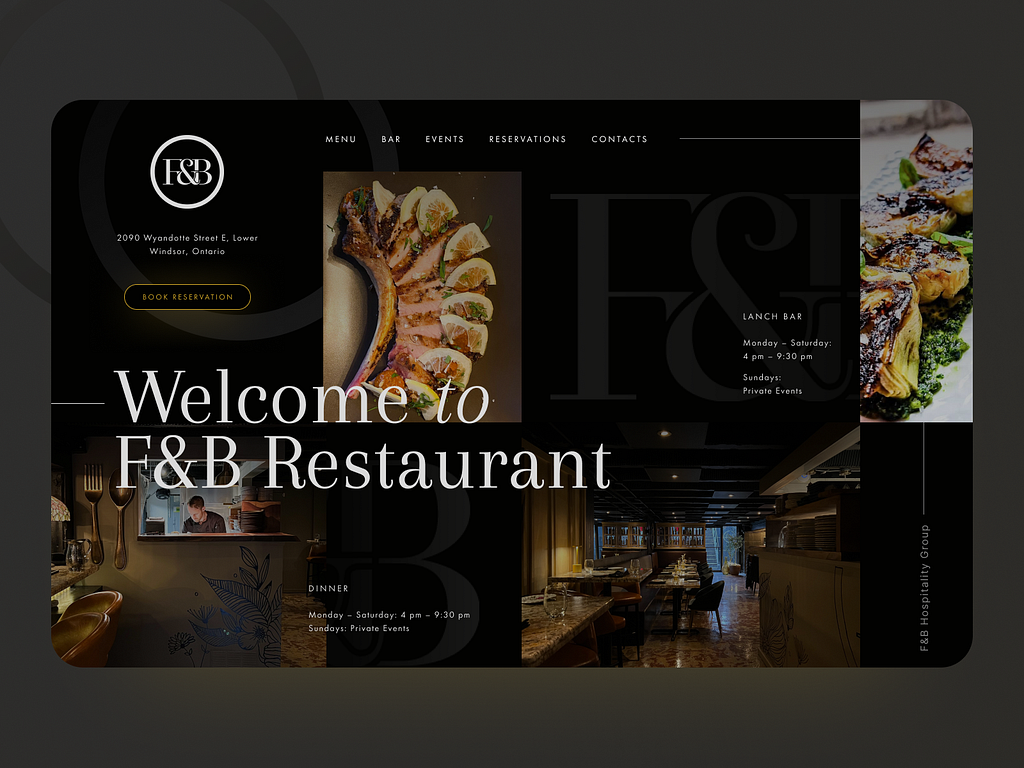 F&B
MENU BAR EVENTS RESERVATIONS CONTACTS
2090 Wyandotte Street E, Lower
Windsor, Ontario
BOOK RESERVATION
F&B
LANCH BAR
Monday – Saturday:
4 pm – 9:30 pm
Sundays:
Private Events
Welcome to
F&B Restaurant
B
DINNER
Monday – Saturday: 4 pm – 9:30 pm
Sundays: Private Events
F&B Hospitality Group